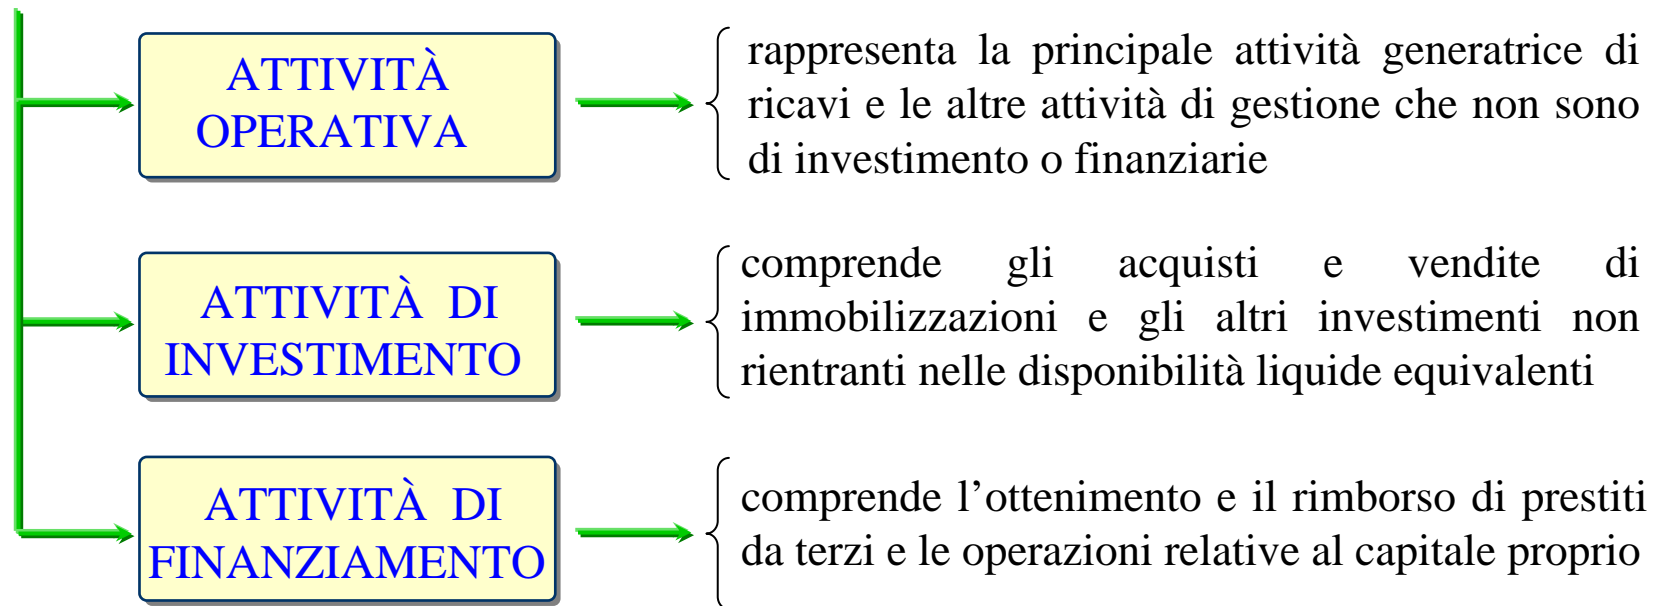 ATTIVITÀ
OPERATIVA
rappresenta la principale attività generatrice di
ricavi e le altre attività di gestione che non sono
di investimento o finanziarie
ATTIVITÀ DI
INVESTIMENTO
comprende gli acquisti e vendite di
immobilizzazioni e gli altri investimenti non
rientranti nelle disponibilità liquide equivalenti
ATTIVITÀ DI
FINANZIAMENTO
comprende l’ottenimento e il rimborso di prestiti
da terzi e le operazioni relative al capitale proprio